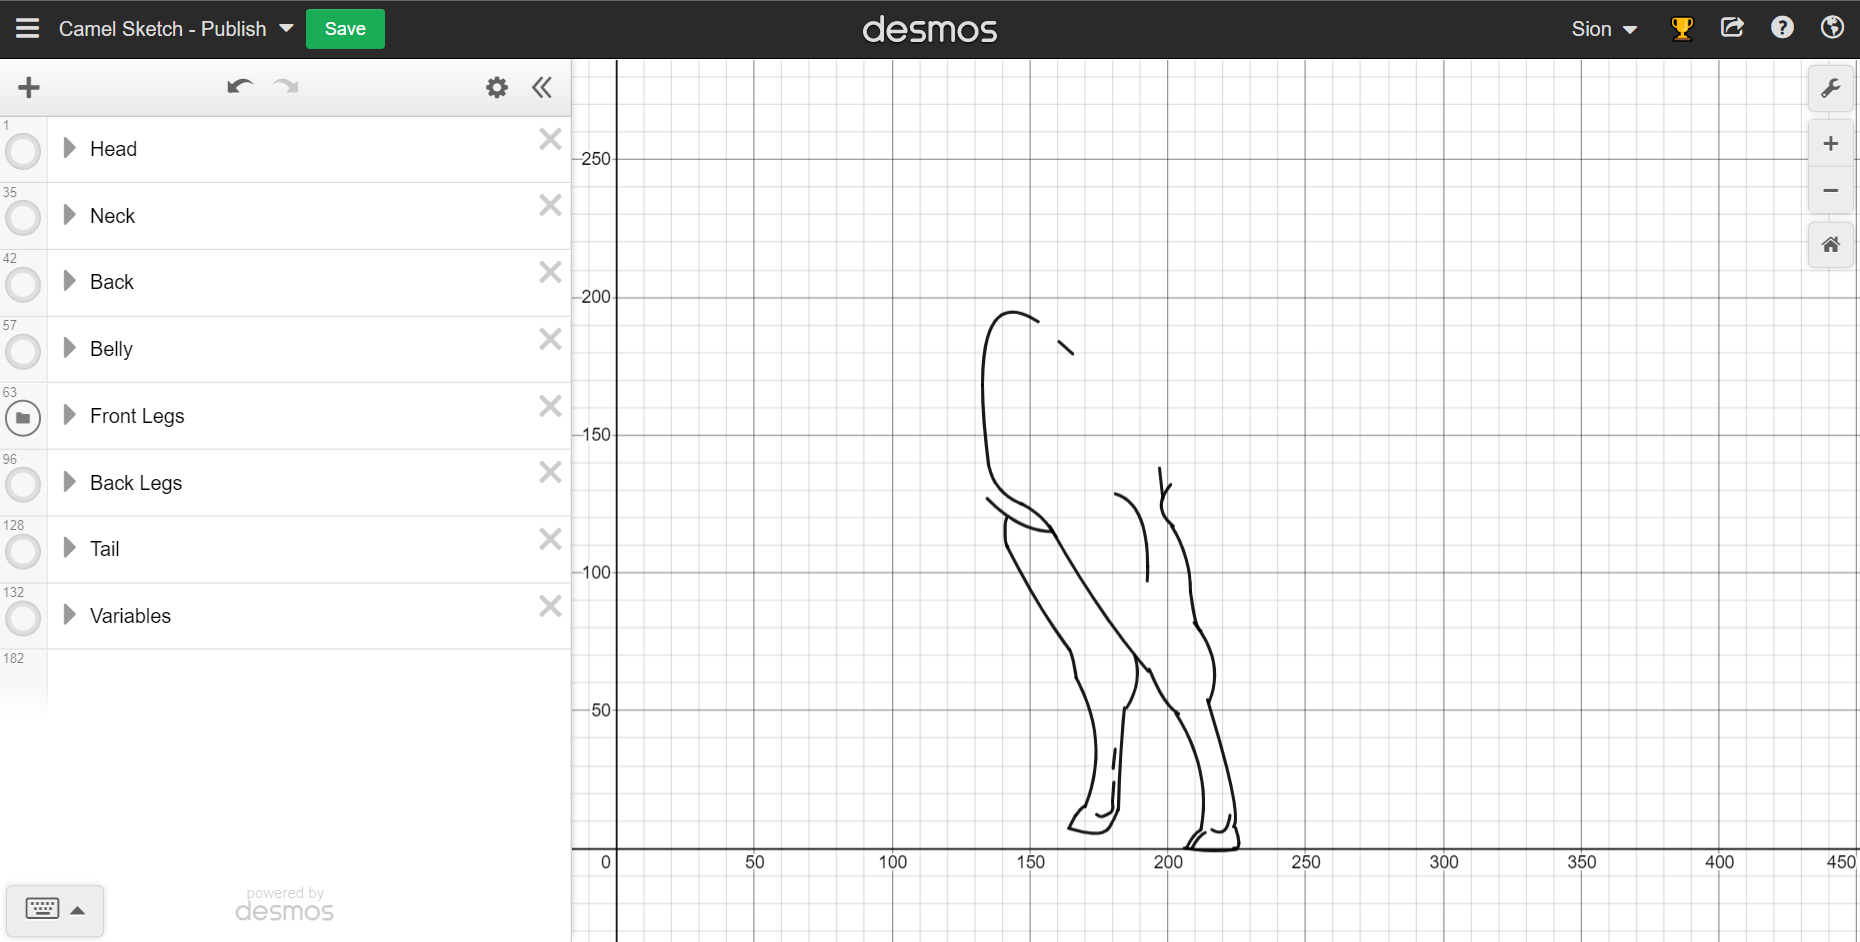 Camel Sketch - Publish
Save
desmos
Sion
1
Head
35
Neck
42
Back
57
Belly
63
Front Legs
96
Back Legs
128
Tail
132
Variables
182
powered by
desmos
250
200
150
100
50
0
50
100
150
200
250
300
350
400
450